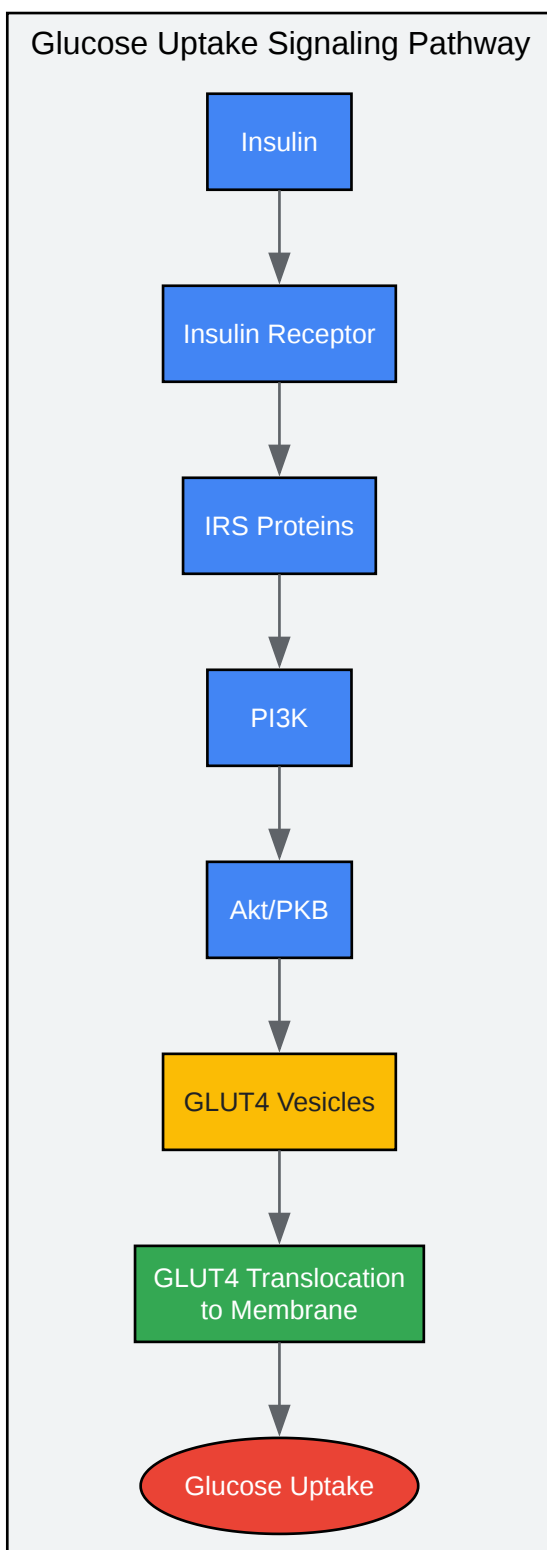 Glucose Uptake Signaling Pathway
Insulin
Insulin Receptor
IRS Proteins
PI3K
Akt/PKB
GLUT4 Vesicles
GLUT4 Translocation
to Membrane
Glucose Uptake